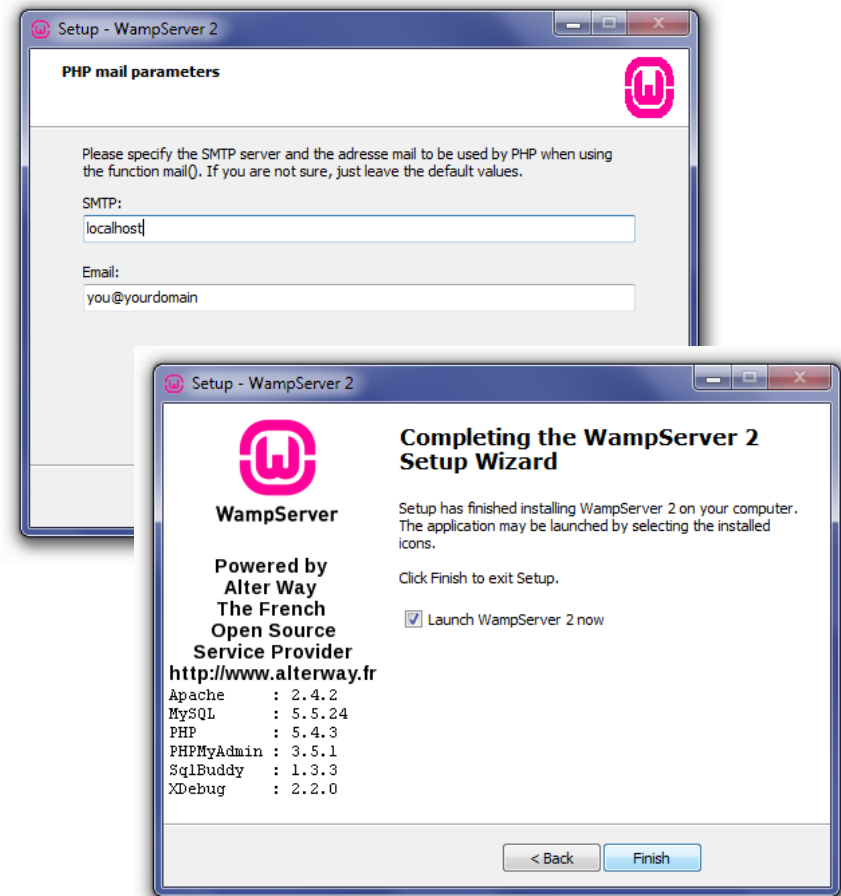 Setup - WampServer 2
PHP mail parameters
Please specify the SMTP server and the adresse mail to be used by PHP when using
the function mail(). If you are not sure, just leave the default values.
SMTP:
localhost
Email:
you@yourdomain
Setup - WampServer 2
WampServer
Powered by
Alter Way
The French
Open Source
Service Provider
http://www.alterway.fr
Apache : 2.4.2
MySQL : 5.5.24
PHP : 5.4.3
PHPMyAdmin : 3.5.1
SqlBuddy : 1.3.3
XDebug : 2.2.0
Completing the WampServer 2
Setup Wizard
Setup has finished installing WampServer 2 on your computer.
The application may be launched by selecting the installed
icons.
Click Finish to exit Setup.
Launch WampServer 2 now
< Back
Finish